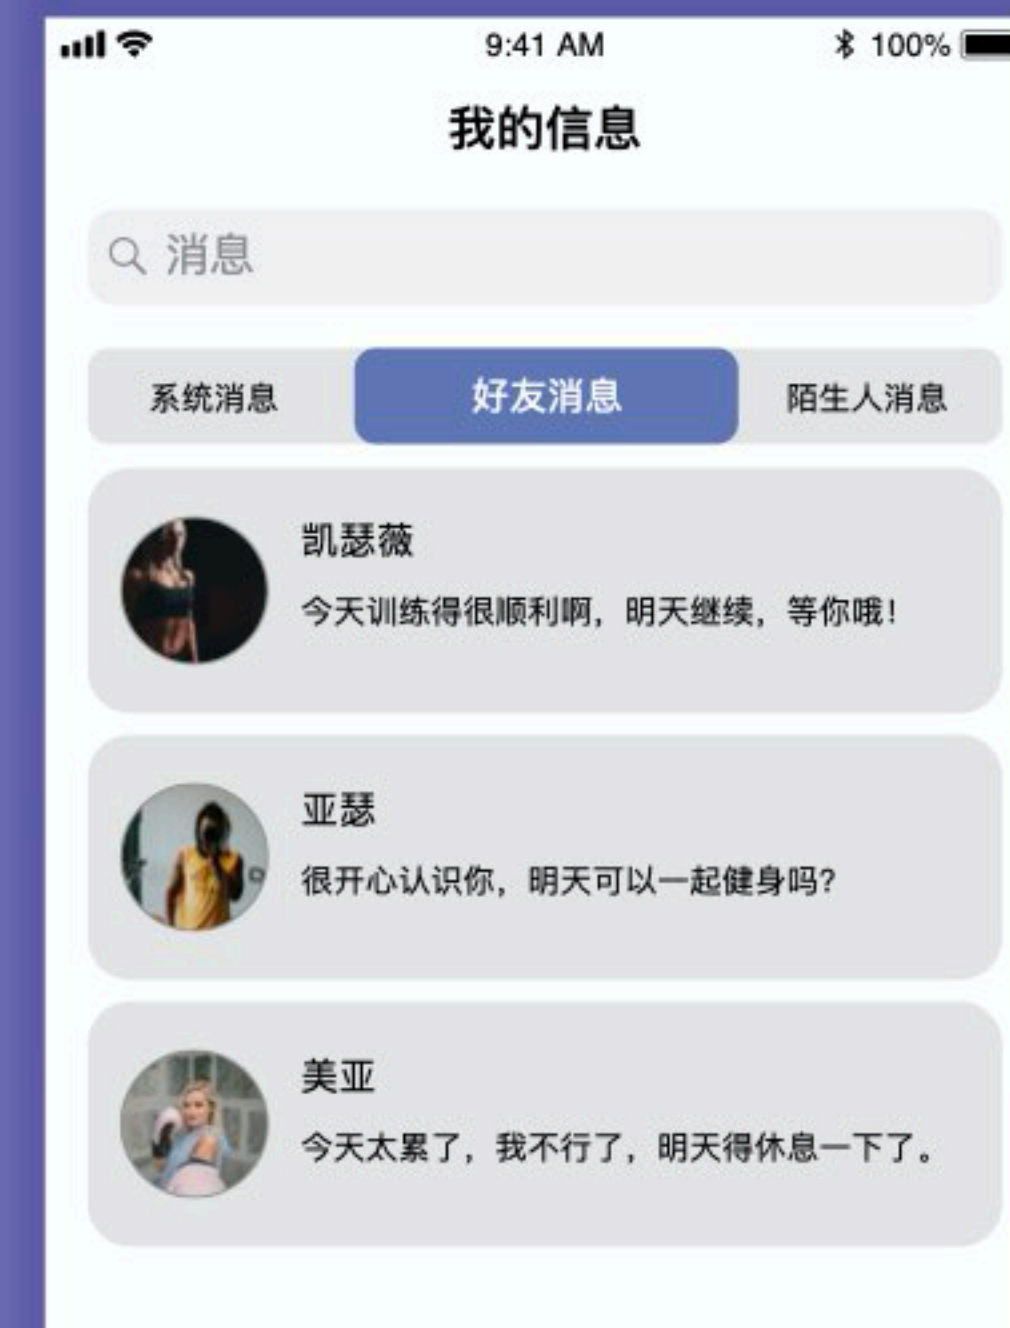 9:41 AM 100%
我的信息
消息
系统消息 好友消息 陌生人消息
凯瑟薇
今天训练得很顺利啊，明天继续，等你哦！
亚瑟
很开心认识你，明天可以一起健身吗？
美亚
今天太累了，我不行了，明天得休息一下了。